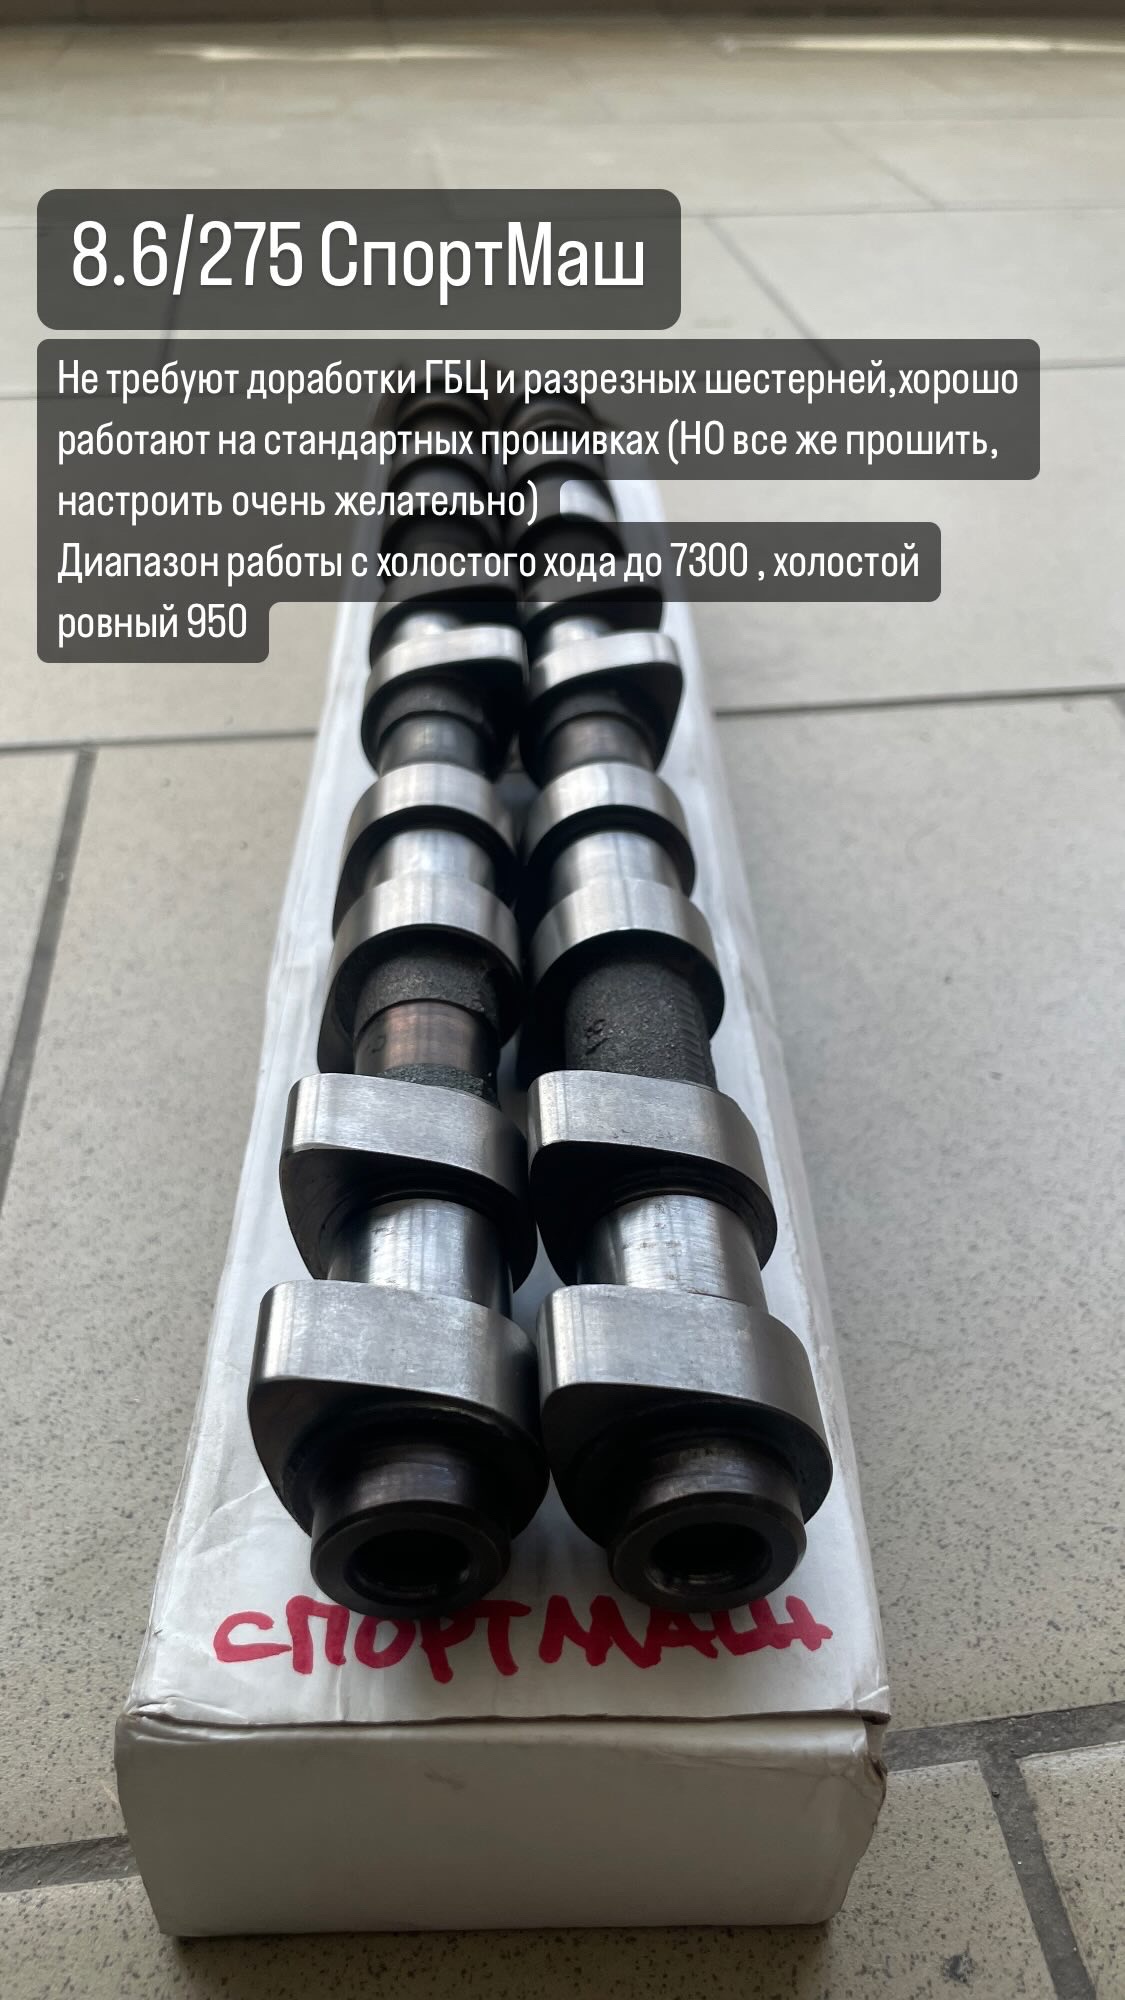 8.6/275 СпортМаш
Не требуют доработки ГБЦ и разрезных шестерней,хорошо
работают на стандартных прошивках (НО все же прошить,
настроить очень желательно)
Диапазон работы с холостого хода до 7300 , холостой
ровный 950
СПОРТМАШ